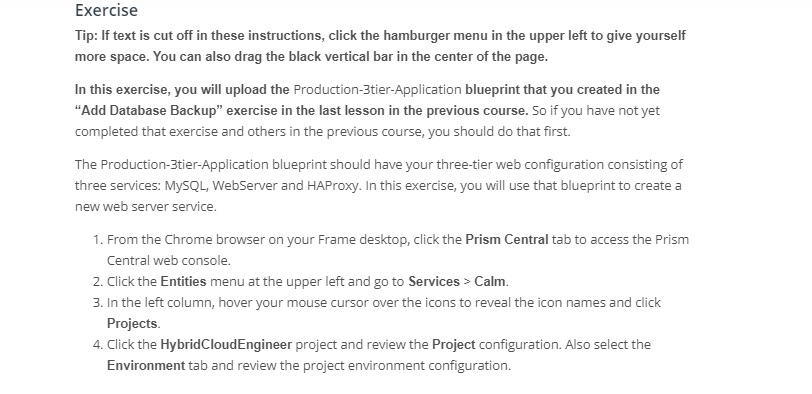 Exercise
Tip: If text is cut off in these instructions, click the hamburger menu in the upper left to give yourself
more space. You can also drag the black vertical bar in the center of the page.
In this exercise, you will upload the Production-3tier-Application blueprint that you created in the
“Add Database Backup” exercise in the last lesson in the previous course. So if you have not yet
completed that exercise and others in the previous course, you should do that first.
The Production-3tier-Application blueprint should have your three-tier web configuration consisting of
three services: MySQL, WebServer and HAProxy. In this exercise, you will use that blueprint to create a
new web server service.
1. From the Chrome browser on your Frame desktop, click the Prism Central tab to access the Prism
Central web console.
2. Click the Entities menu at the upper left and go to Services > Calm.
3. In the left column, hover your mouse cursor over the icons to reveal the icon names and click
Projects.
4. Click the HybridCloudEngineer project and review the Project configuration. Also select the
Environment tab and review the project environment configuration.